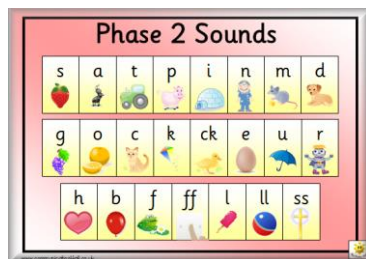 Phase 2 Sounds
s a t p i n m d
g o c k ck e u r
h b f ff l ll ss